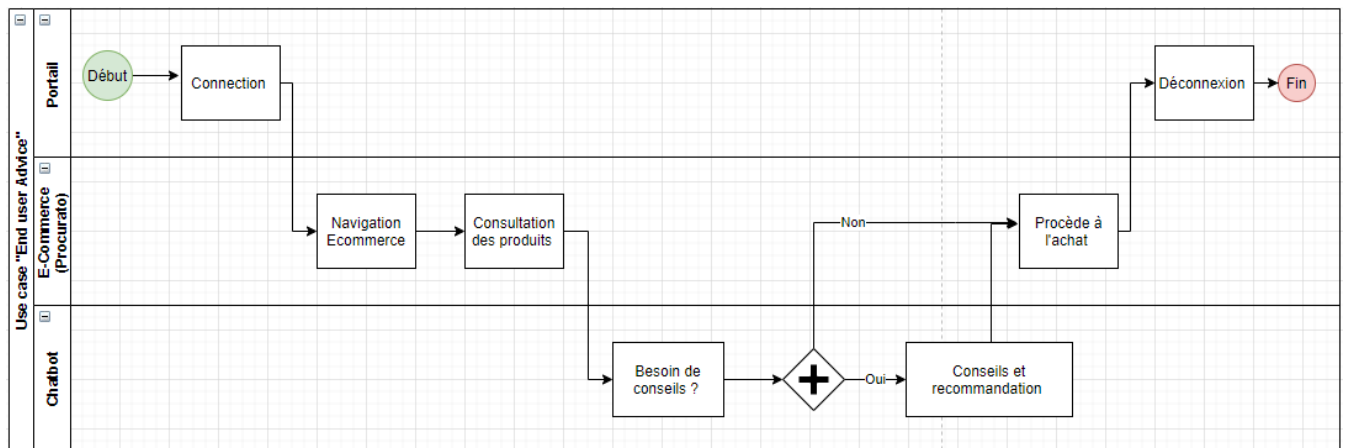 Use case "End user Advice"
Portail
Début
Connection
Déconnexion
Fin
E-Commerce
(Procurato)
Navigation
Ecommerce
Consultation
des produits
Non
Procède à
l'achat
Chatbot
Besoin de
conseils ?
Oui
Conseils et
recommandation